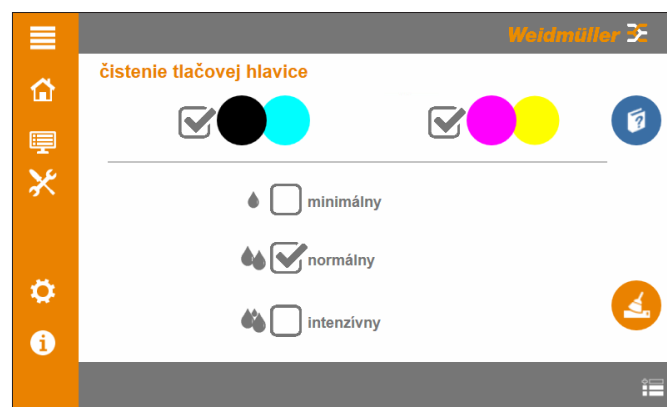 Weidmüller
čistenie tlačovej hlavice
?
minimálny
normálny
intenzívny